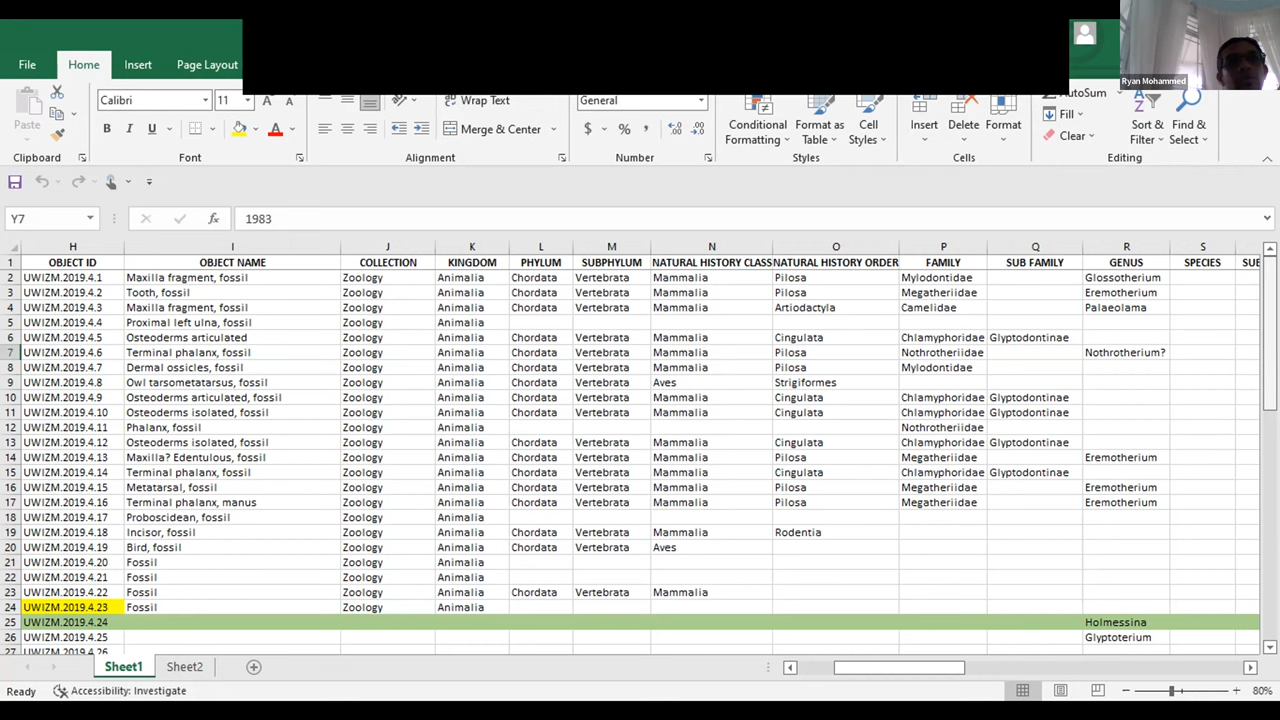 Ryan Mohammed
File Home Insert Page Layout
Calibri 11 A A Wrap Text General AutoSum
Paste B I U A Merge & Center $ % , Conditional Formatting Format as Table Cell Styles Insert Delete Format Fill Clear Sort & Filter Find & Select
Clipboard Font Alignment Number Styles Cells Editing
Y7 fx 1983
H I J K L M N O P Q R S
1 OBJECT ID OBJECT NAME COLLECTION KINGDOM PHYLUM SUBPHYLUM NATURAL HISTORY CLASS NATURAL HISTORY ORDER FAMILY SUB FAMILY GENUS SPECIES SUE
2 UWIZM.2019.4.1 Maxilla fragment, fossil Zoology Animalia Chordata Vertebrata Mammalia Pilosa Mylodontidae Glossotherium
3 UWIZM.2019.4.2 Tooth, fossil Zoology Animalia Chordata Vertebrata Mammalia Pilosa Megatheriidae Eremotherium
4 UWIZM.2019.4.3 Maxilla fragment, fossil Zoology Animalia Chordata Vertebrata Mammalia Artiodactyla Camelidae Palaeolama
5 UWIZM.2019.4.4 Proximal left ulna, fossil Zoology Animalia
6 UWIZM.2019.4.5 Osteoderms articulated Zoology Animalia Chordata Vertebrata Mammalia Cingulata Chlamyphoridae Glyptodontinae
7 UWIZM.2019.4.6 Terminal phalanx, fossil Zoology Animalia Chordata Vertebrata Mammalia Pilosa Nothrotheriidae Nothrotherium?
8 UWIZM.2019.4.7 Dermal ossicles, fossil Zoology Animalia Chordata Vertebrata Mammalia Pilosa Mylodontidae
9 UWIZM.2019.4.8 Owl tarsometatarsus, fossil Zoology Animalia Chordata Vertebrata Aves Strigiformes
10 UWIZM.2019.4.9 Osteoderms articulated, fossil Zoology Animalia Chordata Vertebrata Mammalia Cingulata Chlamyphoridae Glyptodontinae
11 UWIZM.2019.4.10 Osteoderms isolated, fossil Zoology Animalia Chordata Vertebrata Mammalia Cingulata Chlamyphoridae Glyptodontinae
12 UWIZM.2019.4.11 Phalanx, fossil Zoology Animalia Nothrotheriidae
13 UWIZM.2019.4.12 Osteoderms isolated, fossil Zoology Animalia Chordata Vertebrata Mammalia Cingulata Chlamyphoridae Glyptodontinae
14 UWIZM.2019.4.13 Maxilla? Edentulous, fossil Zoology Animalia Chordata Vertebrata Mammalia Pilosa Megatheriidae Eremotherium
15 UWIZM.2019.4.14 Terminal phalanx, fossil Zoology Animalia Chordata Vertebrata Mammalia Cingulata Chlamyphoridae Glyptodontinae
16 UWIZM.2019.4.15 Metatarsal, fossil Zoology Animalia Chordata Vertebrata Mammalia Pilosa Megatheriidae Eremotherium
17 UWIZM.2019.4.16 Terminal phalanx, manus Zoology Animalia Chordata Vertebrata Mammalia Pilosa Megatheriidae Eremotherium
18 UWIZM.2019.4.17 Proboscidean, fossil Zoology Animalia
19 UWIZM.2019.4.18 Incisor, fossil Zoology Animalia Chordata Vertebrata Mammalia Rodentia
20 UWIZM.2019.4.19 Bird, fossil Zoology Animalia Chordata Vertebrata Aves
21 UWIZM.2019.4.20 Fossil Zoology Animalia
22 UWIZM.2019.4.21 Fossil Zoology Animalia
23 UWIZM.2019.4.22 Fossil Zoology Animalia Chordata Vertebrata Mammalia
24 UWIZM.2019.4.23 Fossil Zoology Animalia
25 UWIZM.2019.4.24 Holmessina
26 UWIZM.2019.4.25 Glyptoterium
27 UWIZM.2019.4.26
Sheet1 Sheet2
Ready Accessibility: Investigate 80%